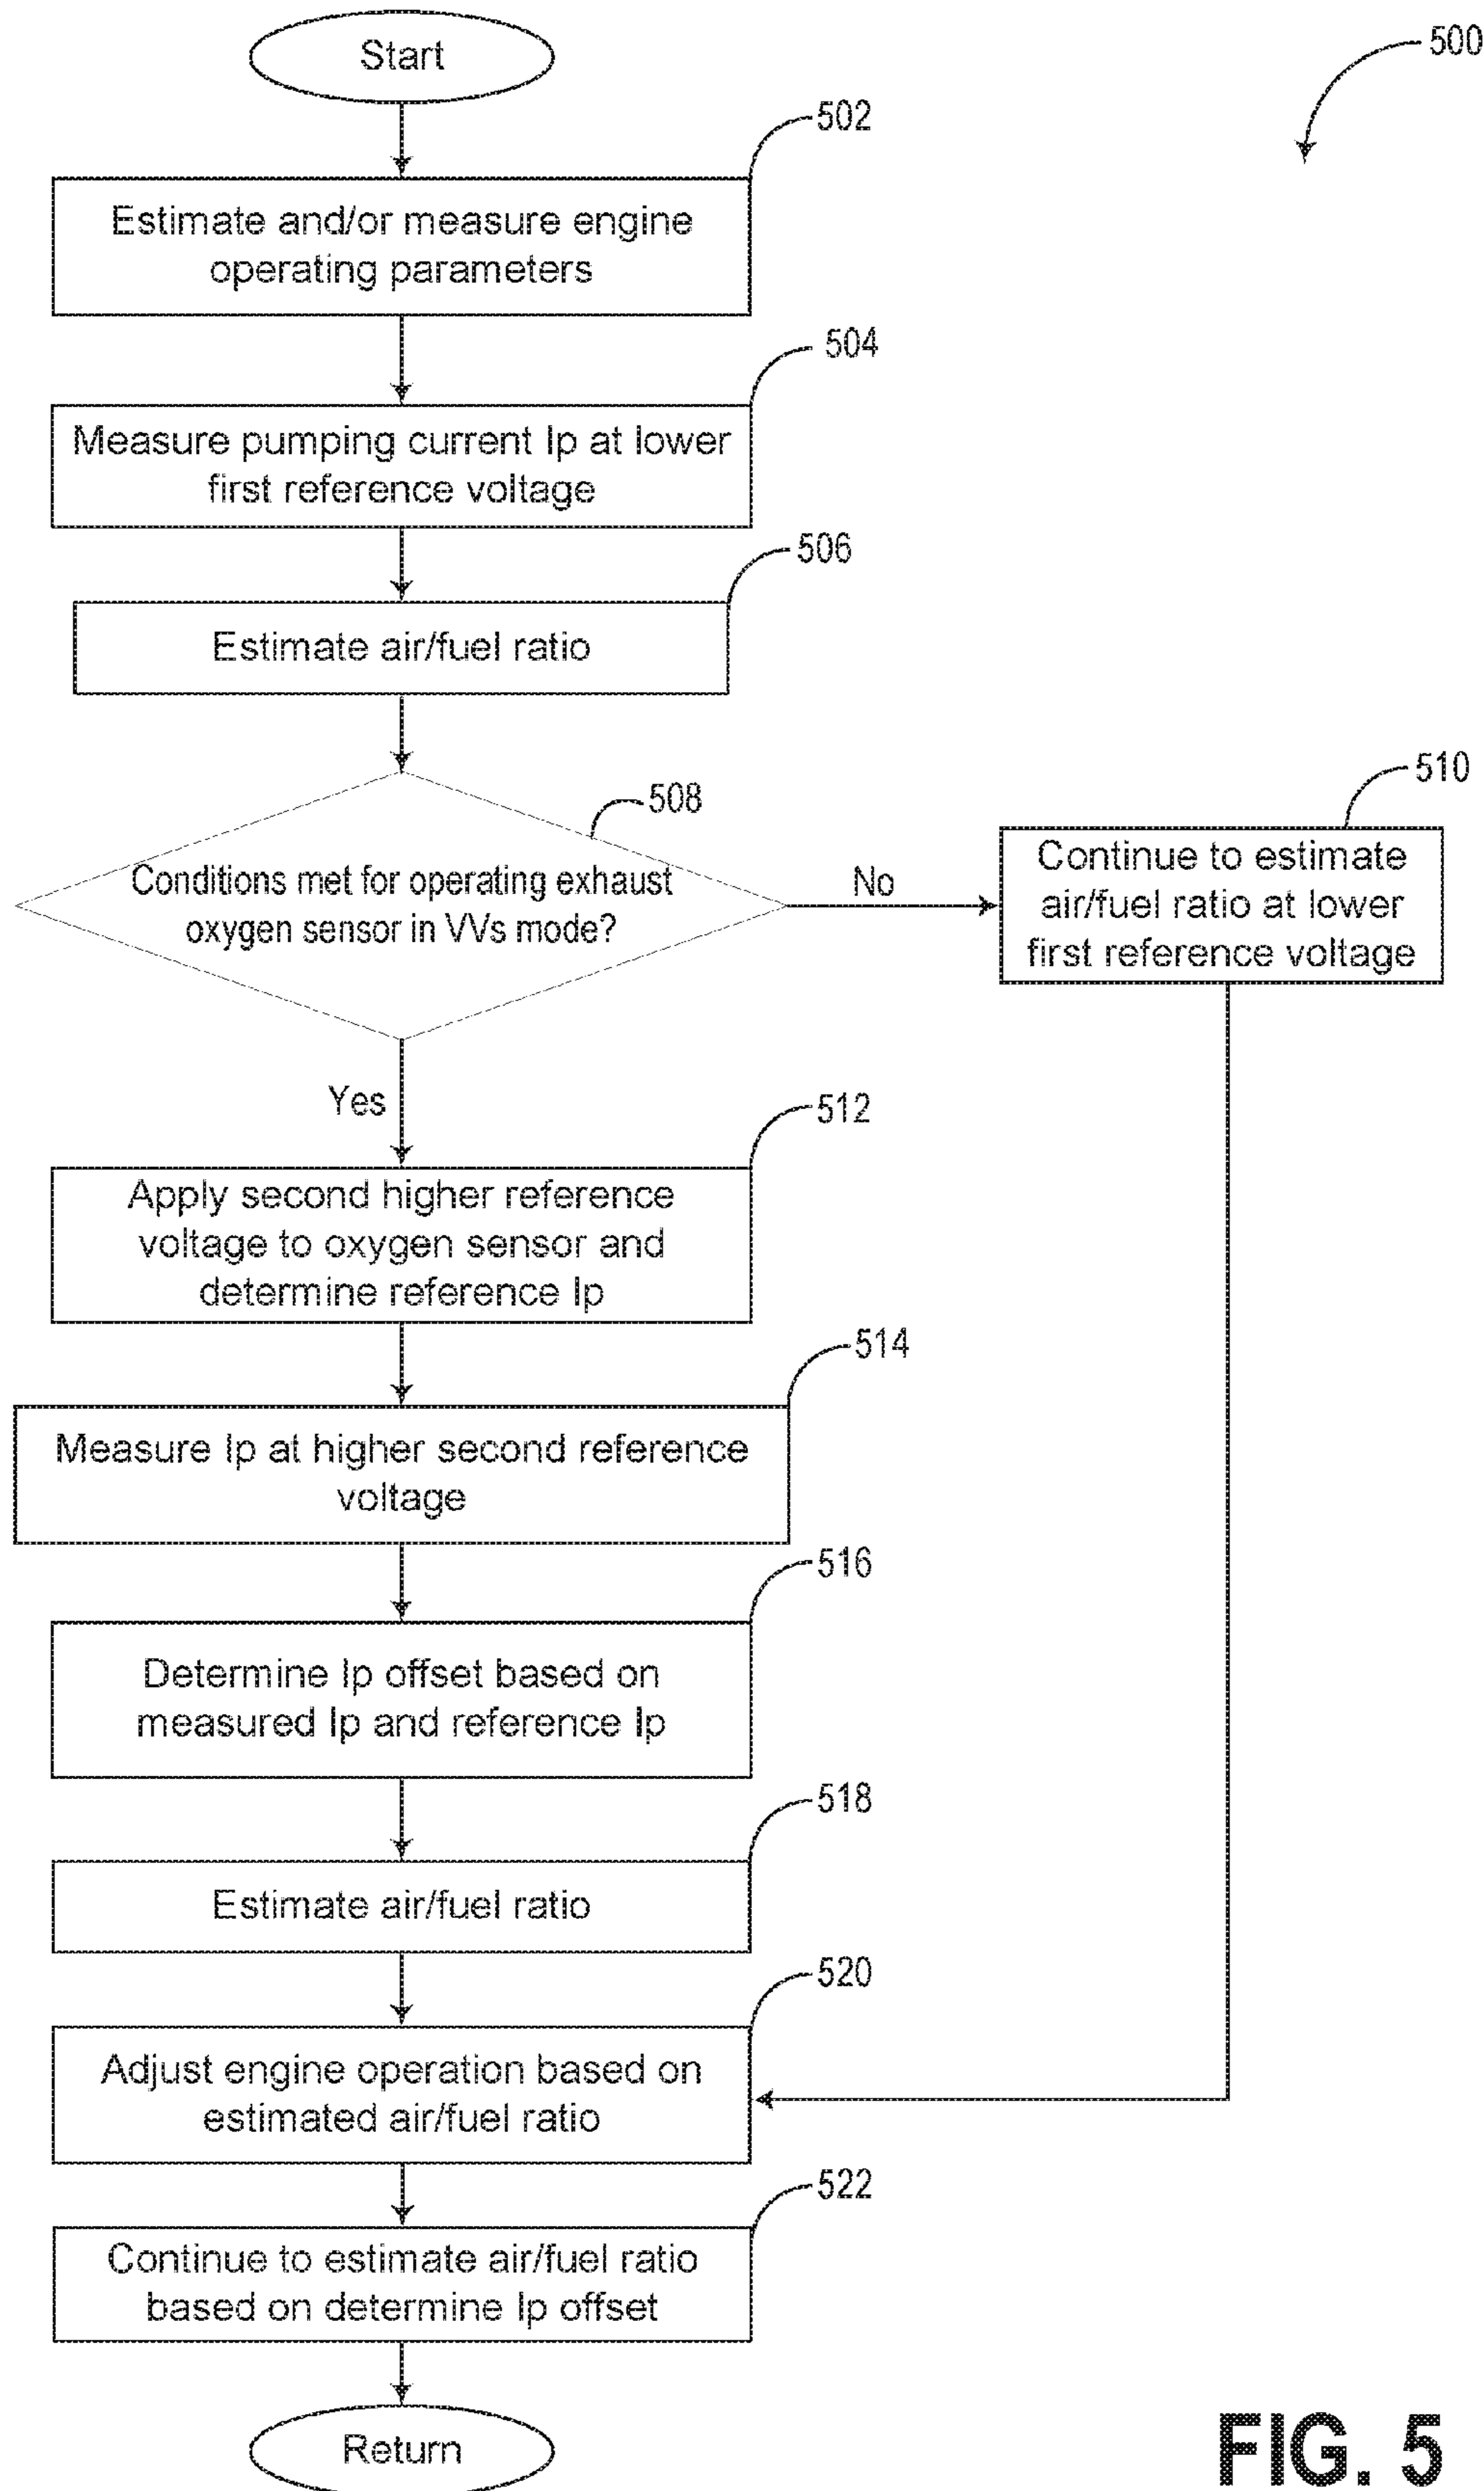 Start
500
502
Estimate and/or measure engine
operating parameters
504
Measure pumping current Ip at lower
first reference voltage
506
Estimate air/fuel ratio
508
Conditions met for operating exhaust
oxygen sensor in VVs mode?
No
510
Continue to estimate
air/fuel ratio at lower
first reference voltage
Yes
512
Apply second higher reference
voltage to oxygen sensor and
determine reference Ip
514
Measure Ip at higher second reference
voltage
516
Determine Ip offset based on
measured Ip and reference Ip
518
Estimate air/fuel ratio
520
Adjust engine operation based on
estimated air/fuel ratio
522
Continue to estimate air/fuel ratio
based on determine Ip offset
Return
FIG. 5